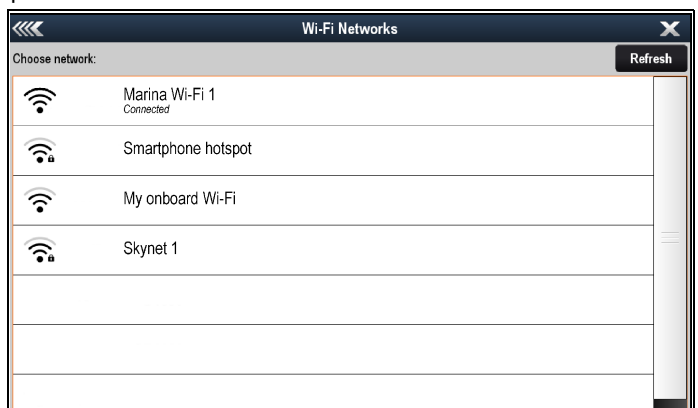 Wi-Fi Networks
Choose network:
Refresh
Marina Wi-Fi 1
Connected
Smartphone hotspot
My onboard Wi-Fi
Skynet 1